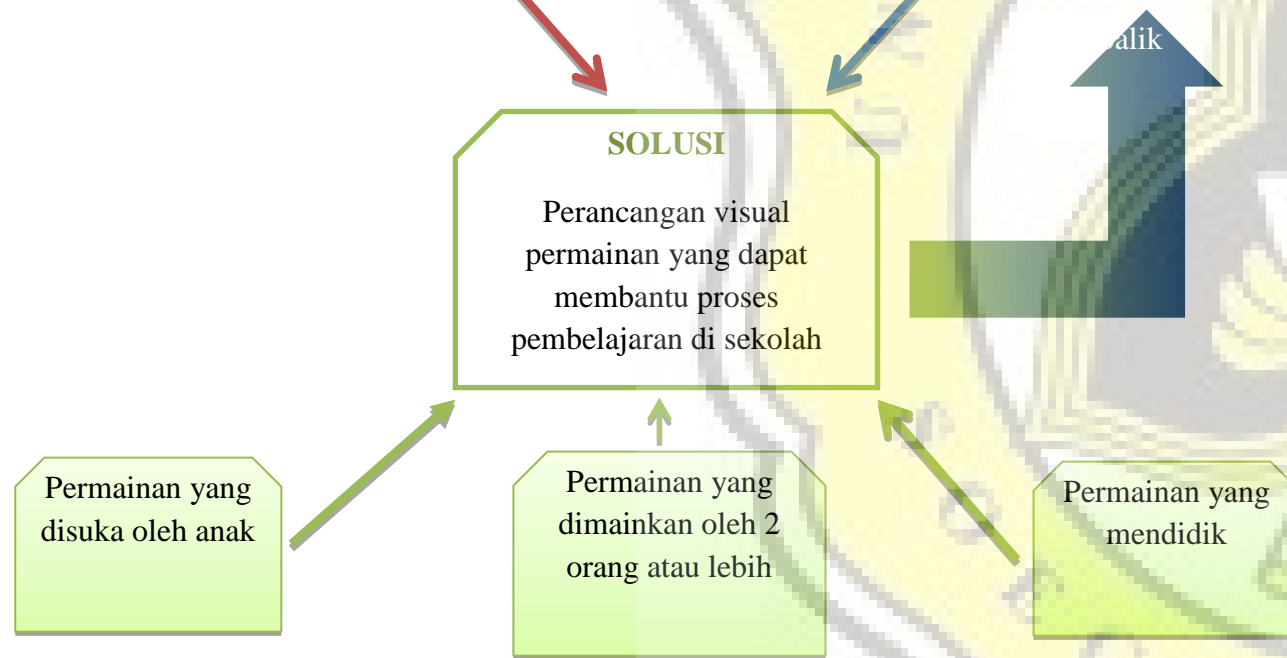 SOLUSI
Perancangan visual
permainan yang dapat
membantu proses
pembelajaran di sekolah
Permainan yang
disuka oleh anak
Permainan yang
dimainkan oleh 2
orang atau lebih
Permainan yang
mendidik